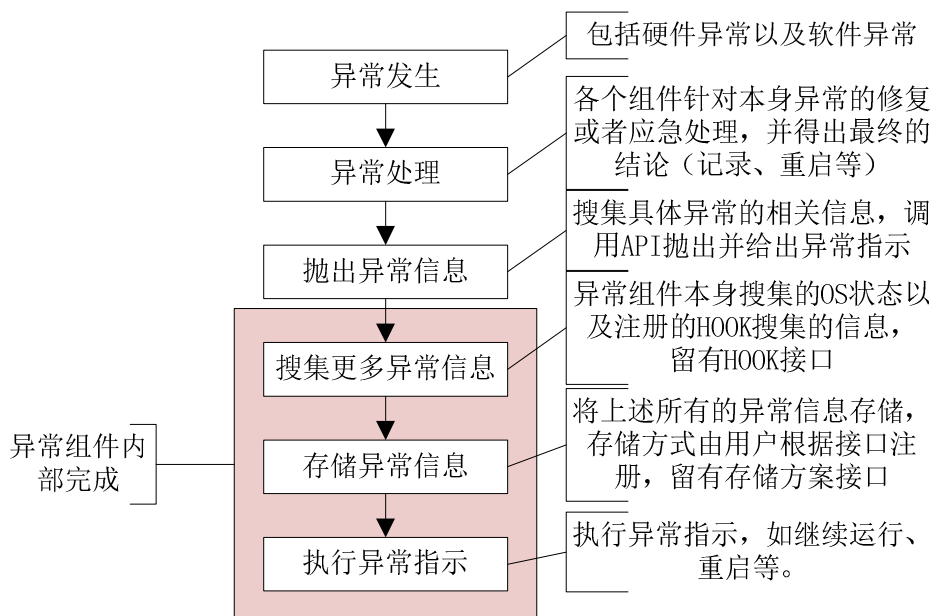 包括硬件异常以及软件异常
异常发生
各个组件针对本身异常的修复
或者应急处理，并得出最终的
结论（记录、重启等）
异常处理
搜集具体异常的相关信息，调
用API抛出并给出异常指示
抛出异常信息
异常组件本身搜集的OS状态以
及注册的HOOK搜集的信息，
留有HOOK接口
搜集更多异常信息
将上述所有的异常信息存储，
存储方式由用户根据接口注
册，留有存储方案接口
异常组件内
部完成
存储异常信息
执行异常指示，如继续运行、
重启等。
执行异常指示